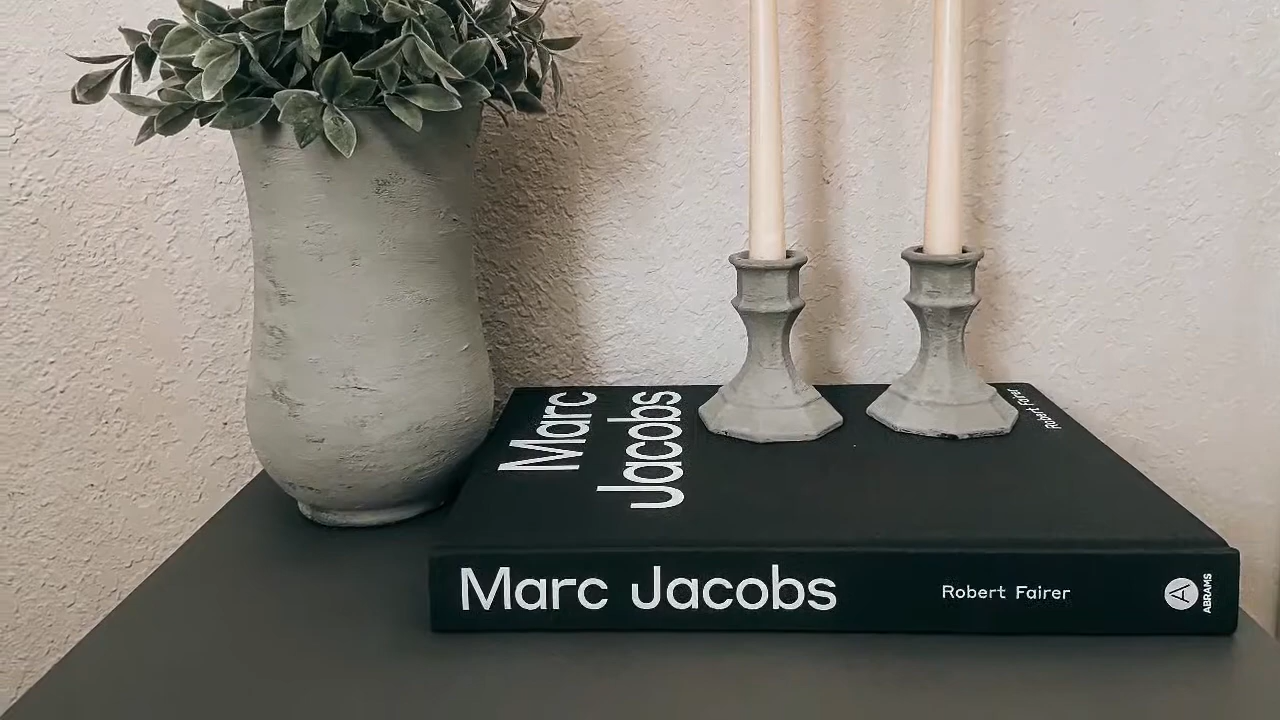 Marc
Jacobs
Robert Fairer
Marc Jacobs
Robert Fairer
A
ABRAMS